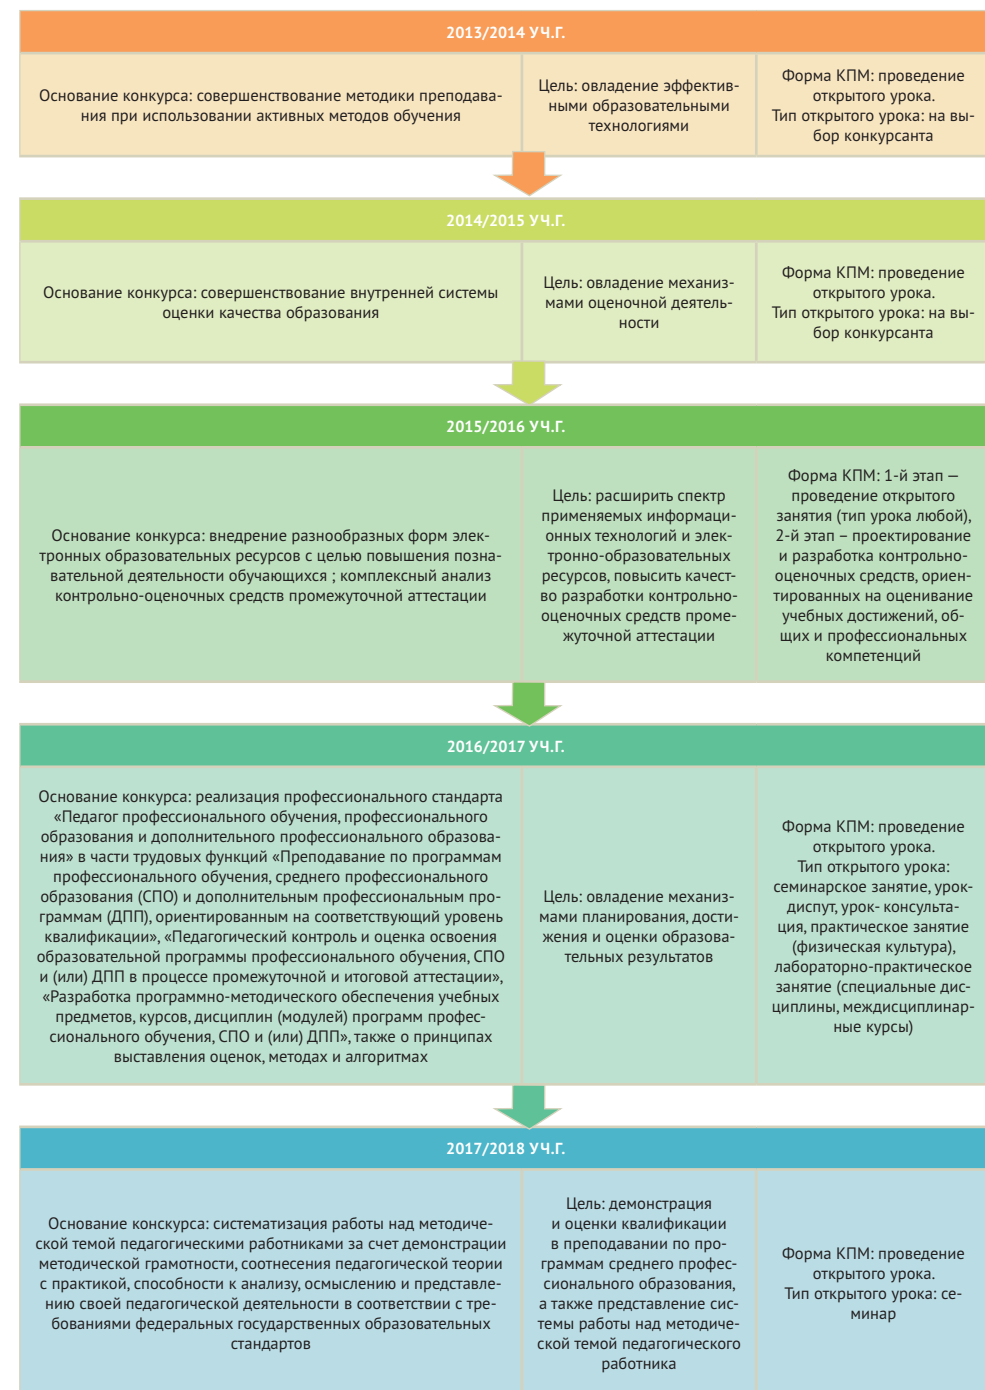 2013/2014 УЧ.Г.
Основание конкурса: совершенствование методики преподава-
ния при использовании активных методов обучения
Цель: овладение эффектив-
ными образовательными
технологиями
Форма КПМ: проведение
открытого урока.
Тип открытого урока: на вы-
бор конкурсанта
2014/2015 УЧ.Г.
Основание конкурса: совершенствование внутренней системы
оценки качества образования
Цель: овладение механиз-
мами оценочной деятель-
ности
Форма КПМ: проведение
открытого урока.
Тип открытого урока: на вы-
бор конкурсанта
2015/2016 УЧ.Г.
Основание конкурса: внедрение разнообразных форм элек-
тронных образовательных ресурсов с целью повышения позна-
вательной деятельности обучающихся ; комплексный анализ
контрольно-оценочных средств промежуточной аттестации
Цель: расширить спектр
применяемых информаци-
онных технологий и элек-
тронно-образовательных
ресурсов, повысить качест-
во разработки контрольно-
оценочных средств проме-
жуточной аттестации
Форма КПМ: 1-й этап —
проведение открытого
занятия (тип урока любой),
2-й этап – проектирование
и разработка контрольно-
оценочных средств, ориен-
тированных на оценивание
учебных достижений, об-
щих и профессиональных
компетенций
2016/2017 УЧ.Г.
Основание конкурса: реализация профессионального стандарта
«Педагог профессионального обучения, профессионального
образования и дополнительного профессионального образова-
ния» в части трудовых функций «Преподавание по программам
профессионального обучения, среднего профессионального
образования (СПО) и дополнительным профессиональным про-
граммам (ДПП), ориентированным на соответствующий уровень
квалификации», «Педагогический контроль и оценка освоения
образовательной программы профессионального обучения, СПО
и (или) ДПП в процессе промежуточной и итоговой аттестации»,
«Разработка программно-методического обеспечения учебных
предметов, курсов, дисциплин (модулей) программ профес-
сионального обучения, СПО и (или) ДПП», также о принципах
выставления оценок, методах и алгоритмах
Цель: овладение механиз-
мами планирования, дости-
жения и оценки образова-
тельных результатов
Форма КПМ: проведение
открытого урока.
Тип открытого урока:
семинарское занятие, урок-
диспут, урок- консульта-
ция, практическое занятие
(физическая культура),
лабораторно-практическое
занятие (специальные дис-
циплины, междисциплинар-
ные курсы)
2017/2018 УЧ.Г.
Основание конскурса: систематизация работы над методиче-
ской темой педагогическими работниками за счет демонстрации
методической грамотности, соотнесения педагогической теории
с практикой, способности к анализу, осмыслению и представле-
нию своей педагогической деятельности в соответствии с тре-
бованиями федеральных государственных образовательных
стандартов
Цель: демонстрация
и оценки квалификации
в преподавании по про-
граммам среднего профес-
сионального образования,
а также представление сис-
темы работы над методиче-
ской темой педагогического
работника
Форма КПМ: проведение
открытого урока.
Тип открытого урока: се-
минар